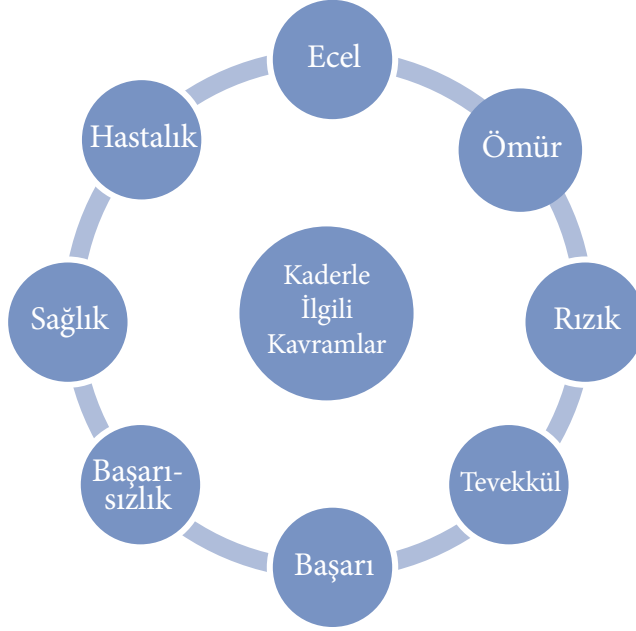 Ecel
Ömür
Rızık
Tevekkül
Başarı
Başarı-
sızlık
Sağlık
Hastalık
Kaderle
İlgili
Kavramlar